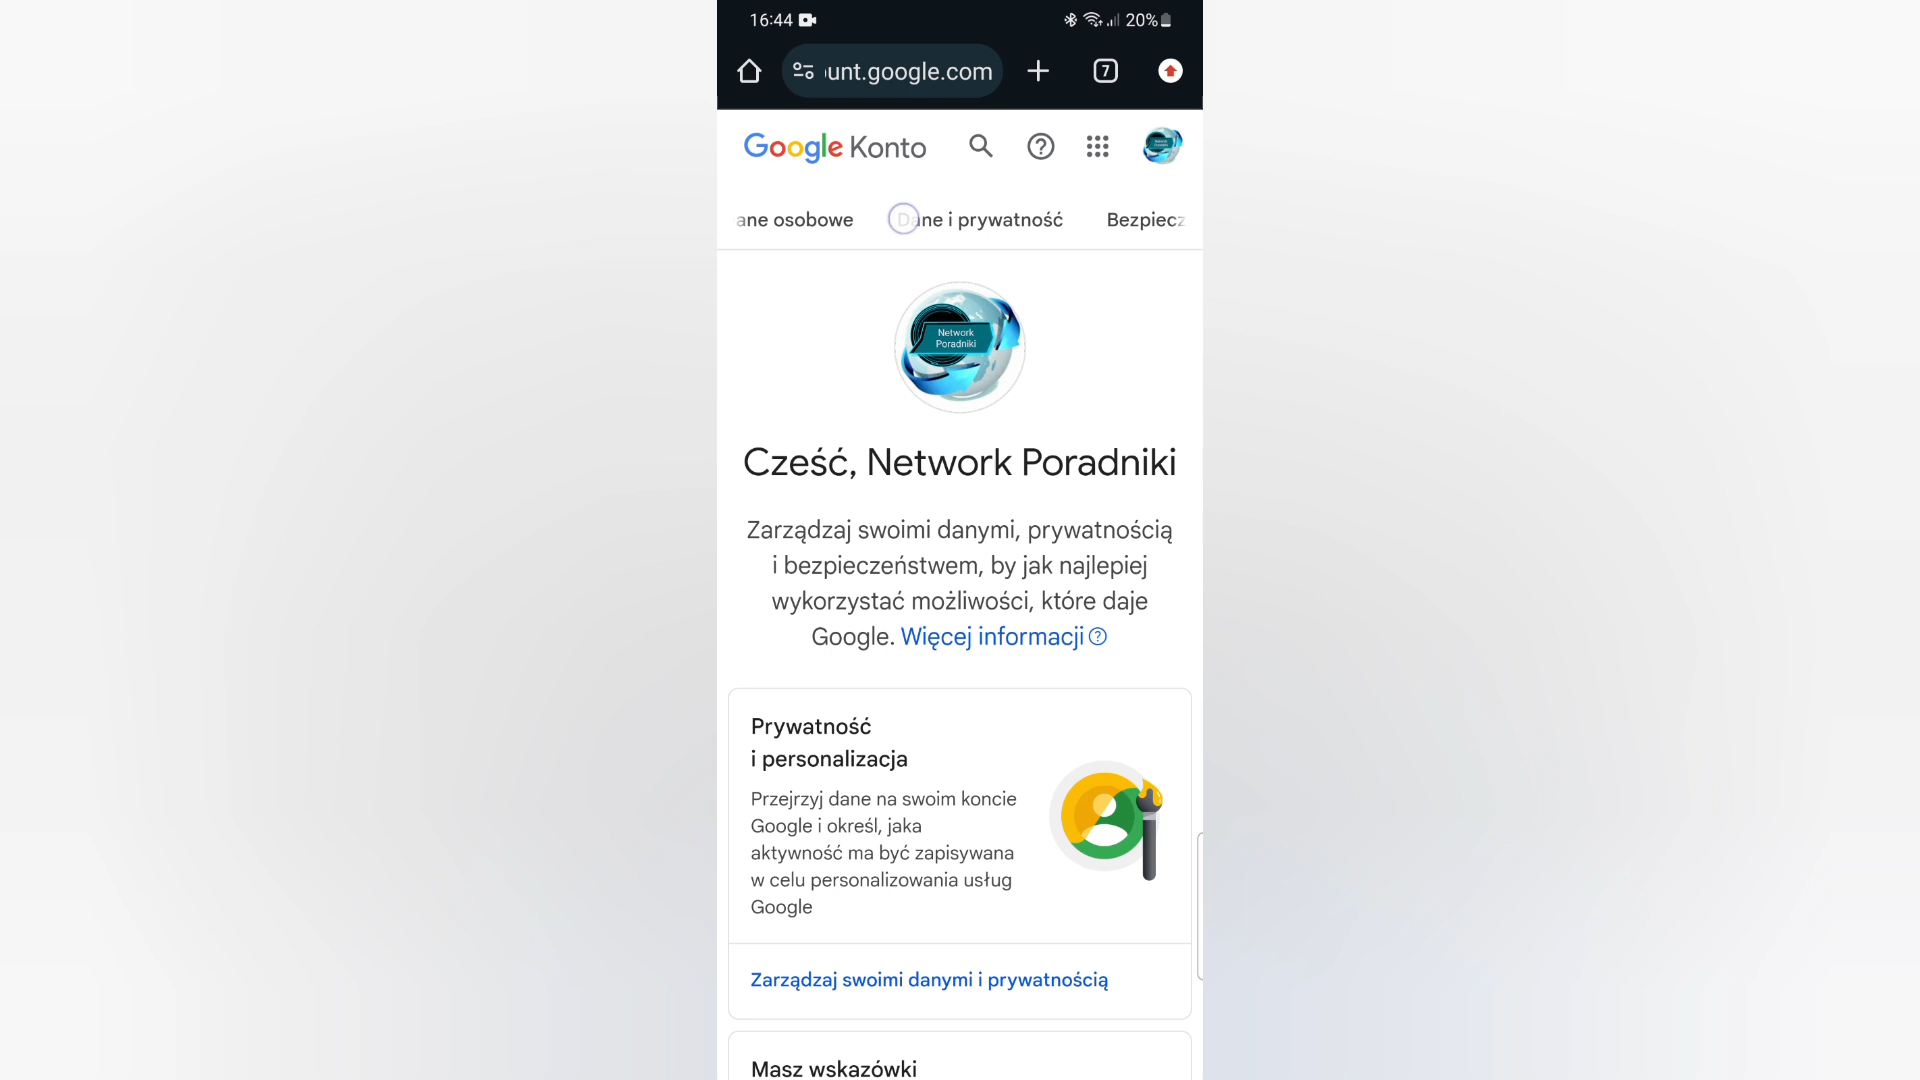 16:44 20%
unt.google.com 7
Google Konto
ane osobowe Dane i prywatność Bezpiecz
Network
Poradniki
Cześć, Network Poradniki
Zarządzaj swoimi danymi, prywatnością
i bezpieczeństwem, by jak najlepiej
wykorzystać możliwości, które daje
Google. Więcej informacji
Prywatność
i personalizacja
Przejrzyj dane na swoim koncie
Google i określ, jaka
aktywność ma być zapisywana
w celu personalizowania usług
Google
Zarządzaj swoimi danymi i prywatnością
Masz wskazówki